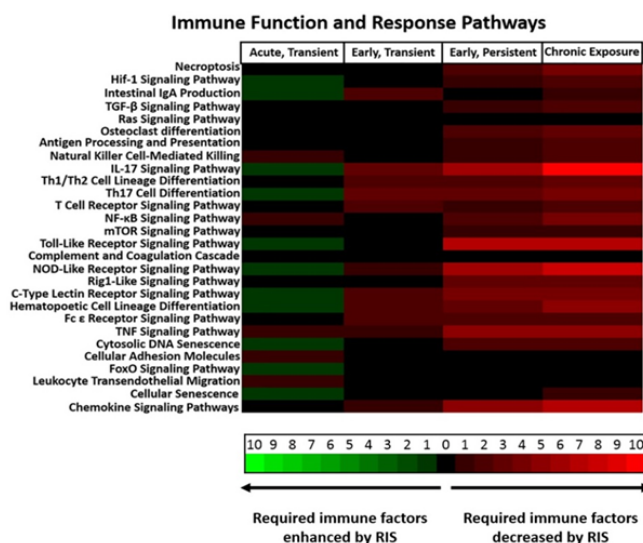 Immune Function and Response Pathways
Acute, Transient Early, Transient Early, Persistent Chronic Exposure
Necroptosis
Hif-1 Signaling Pathway
Intestinal IgA Production
TGF-β Signaling Pathway
Ras Signaling Pathway
Osteoclast differentiation
Antigen Processing and Presentation
Natural Killer Cell-Mediated Killing
IL-17 Signaling Pathway
Th1/Th2 Cell Lineage Differentiation
Th17 Cell Differentiation
T Cell Receptor Signaling Pathway
NF-κB Signaling Pathway
mTOR Signaling Pathway
Toll-Like Receptor Signaling Pathway
Complement and Coagulation Cascade
NOD-Like Receptor Signaling Pathway
Rig1-Like Signaling Pathway
C-Type Lectin Receptor Signaling Pathway
Hematopoetic Cell Lineage Differentiation
Fc ε Receptor Signaling Pathway
TNF Signaling Pathway
Cytosolic DNA Senescence
Cellular Adhesion Molecules
FoxO Signaling Pathway
Leukocyte Transendothelial Migration
Cellular Senescence
Chemokine Signaling Pathways
10 9 8 7 6 5 4 3 2 1 0 1 2 3 4 5 6 7 8 9 10
Required immune factors Required immune factors
enhanced by RIS decreased by RIS